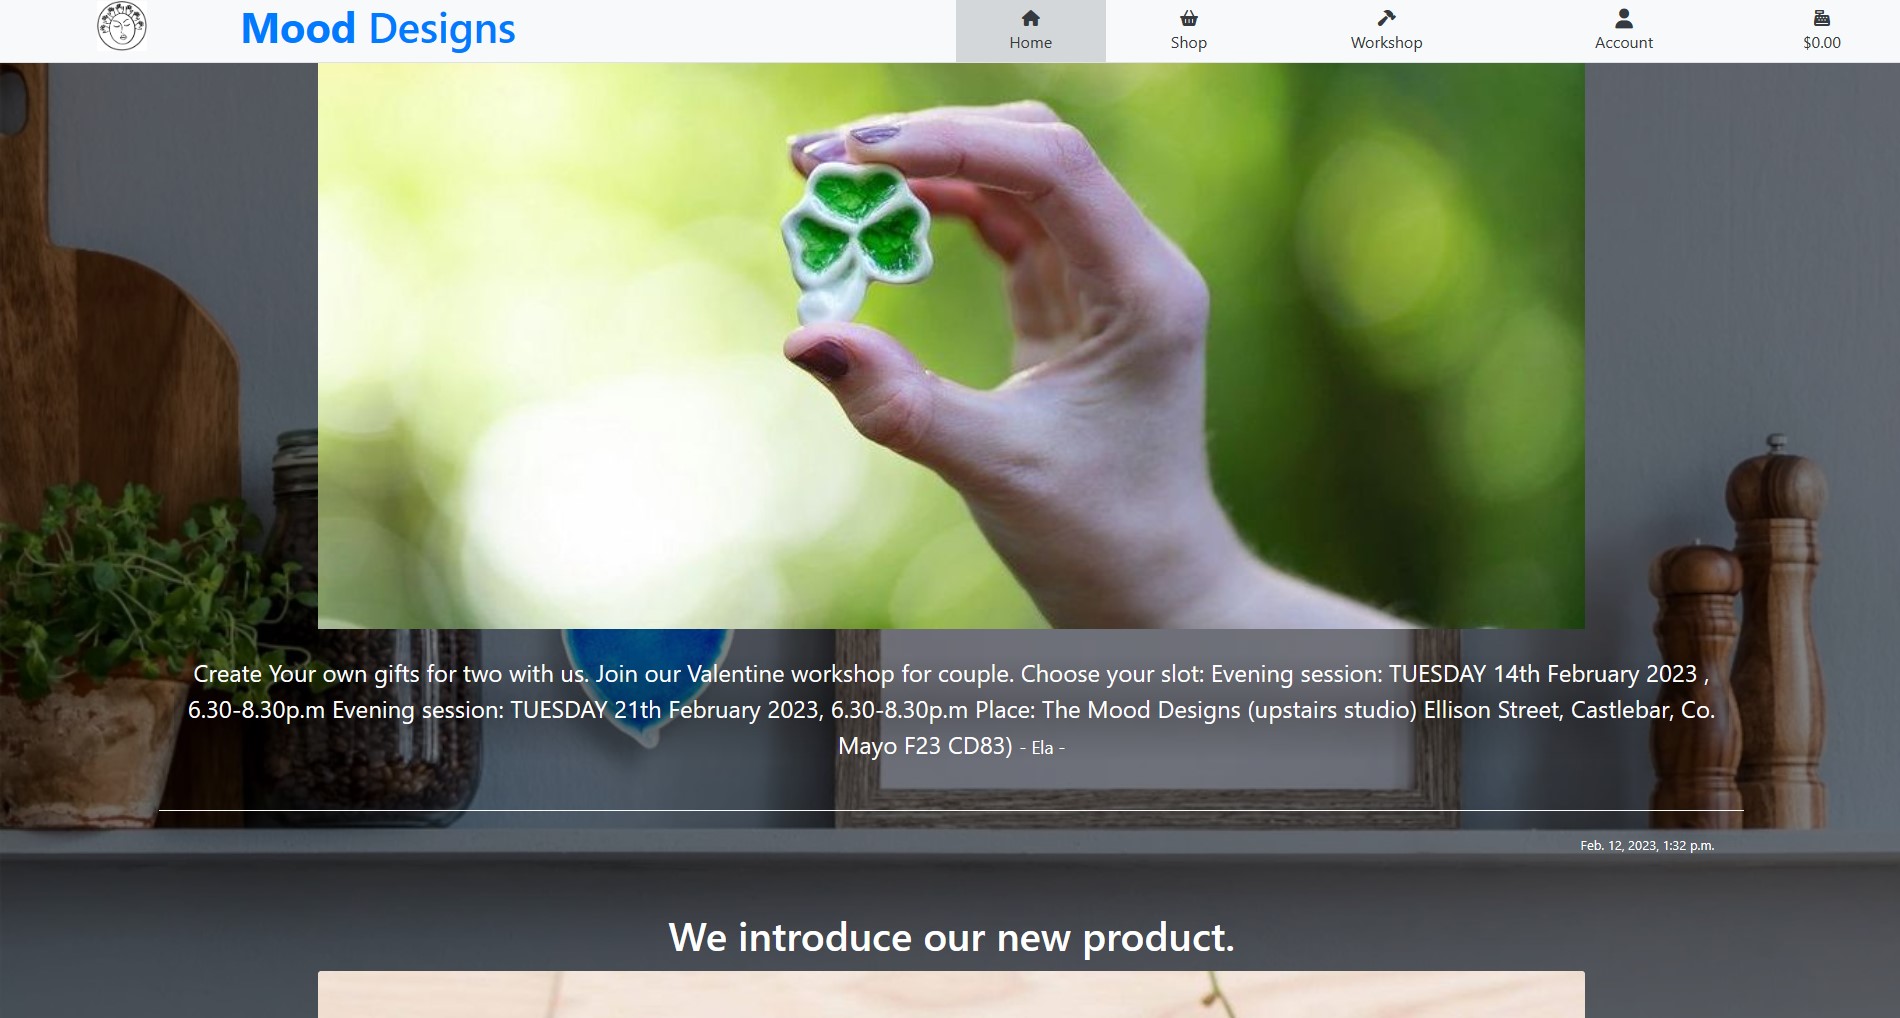 Mood Designs
Home
Shop
Workshop
Account
$0.00
Create Your own gifts for two with us. Join our Valentine workshop for couple. Choose your slot: Evening session: TUESDAY 14th February 2023 ,
6.30-8.30p.m Evening session: TUESDAY 21th February 2023, 6.30-8.30p.m Place: The Mood Designs (upstairs studio) Ellison Street, Castlebar, Co.
Mayo F23 CD83) - Ela -
Feb. 12, 2023, 1:32 p.m.
We introduce our new product.